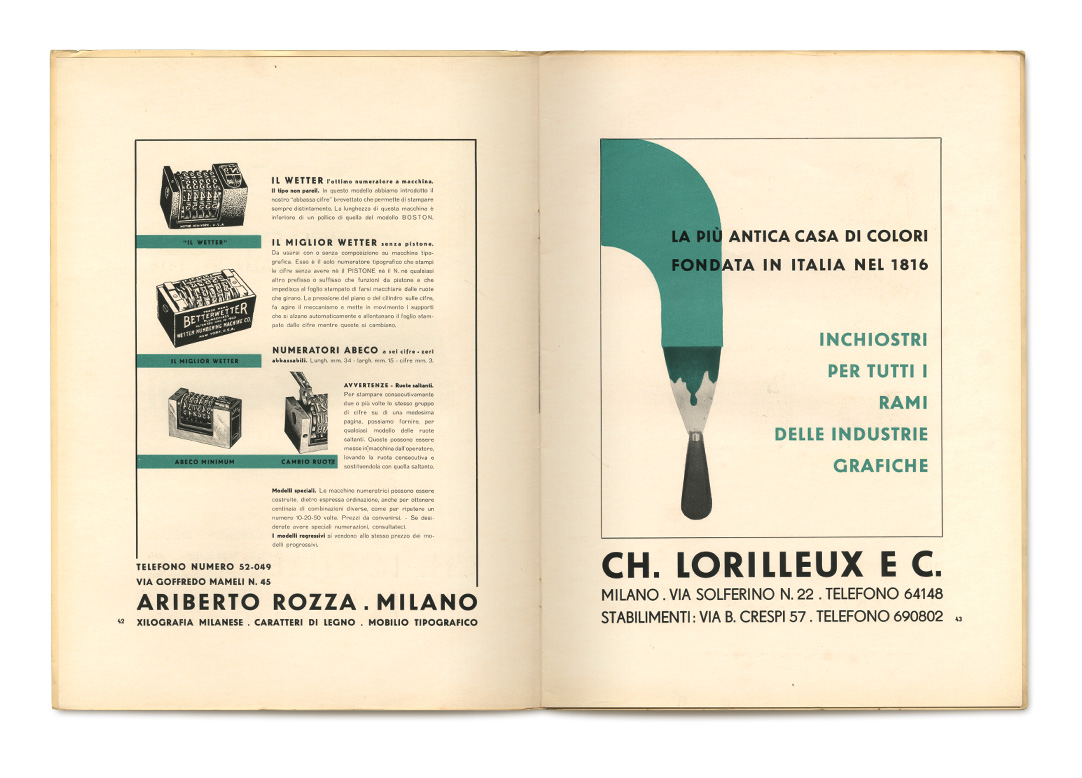 "IL WETTER"
BETTERWETTER
WETTER NUMBERING MACHINE CO.
NEW YORK, U.S.A.
IL MIGLIOR WETTER
ABECO MINIMUM
CAMBIO RUOTE
IL WETTER l'ottimo numeratore a macchina.
Il tipo non pareil. In questo modello abbiamo introdotto il
nostro "abbassa cifre" brevettato che permette di stampare
sempre distintamente. La lunghezza di questa macchina è
inferiore di un pollice di quella del modello BOSTON.
IL MIGLIOR WETTER senza pistone.
Da usarsi con o senza composizione su macchina tipo-
grafica. Esso è il solo numeratore tipografico che stampi
le cifre senza avere nè il PISTONE nè il N. nè qualsiasi
altro prefisso o suffisso che funzioni da pistone e che
impedisca al foglio stampato di farsi macchiare dalle ruote
che girano. La pressione del piano o del cilindro sulle cifre,
fa agire il meccanismo e mette in movimento i supporti
che si alzano automaticamente e allontanano il foglio stam-
pato dalle cifre mentre queste si cambiano.
NUMERATORI ABECO a sei cifre - zeri
abbassabili. Lungh. mm. 34 - largh. mm. 15 - cifre mm. 3.
AVVERTENZE - Ruote saltanti.
Per stampare consecutivamente
due o più volte lo stesso gruppo
di cifre su di una medesima
pagina, possiamo fornire, per
qualsiasi modello delle ruote
saltanti. Queste possono essere
messe in macchina dall'operatore,
levando la ruota consecutiva e
sostituendola con quella saltante.
Modelli speciali. Le macchine numeratrici possono essere
costruite, dietro espressa ordinazione, anche per ottenere
centinaia di combinazioni diverse, come per ripetere un
numero 10-20-50 volte. Prezzi da convenirsi. - Se desi-
derate avere speciali numerazioni, consultateci.
I modelli regressivi si vendono allo stesso prezzo dei mo-
delli progressivi.
TELEFONO NUMERO 52-049
VIA GOFFREDO MAMELI N. 45
ARIBERTO ROZZA . MILANO
XILOGRAFIA MILANESE . CARATTERI DI LEGNO . MOBILIO TIPOGRAFICO
42
LA PIÙ ANTICA CASA DI COLORI
FONDATA IN ITALIA NEL 1816
INCHIOSTRI
PER TUTTI I
RAMI
DELLE INDUSTRIE
GRAFICHE
CH. LORILLEUX E C.
MILANO . VIA SOLFERINO N. 22 . TELEFONO 64148
STABILIMENTI: VIA B. CRESPI 57 . TELEFONO 690802
43